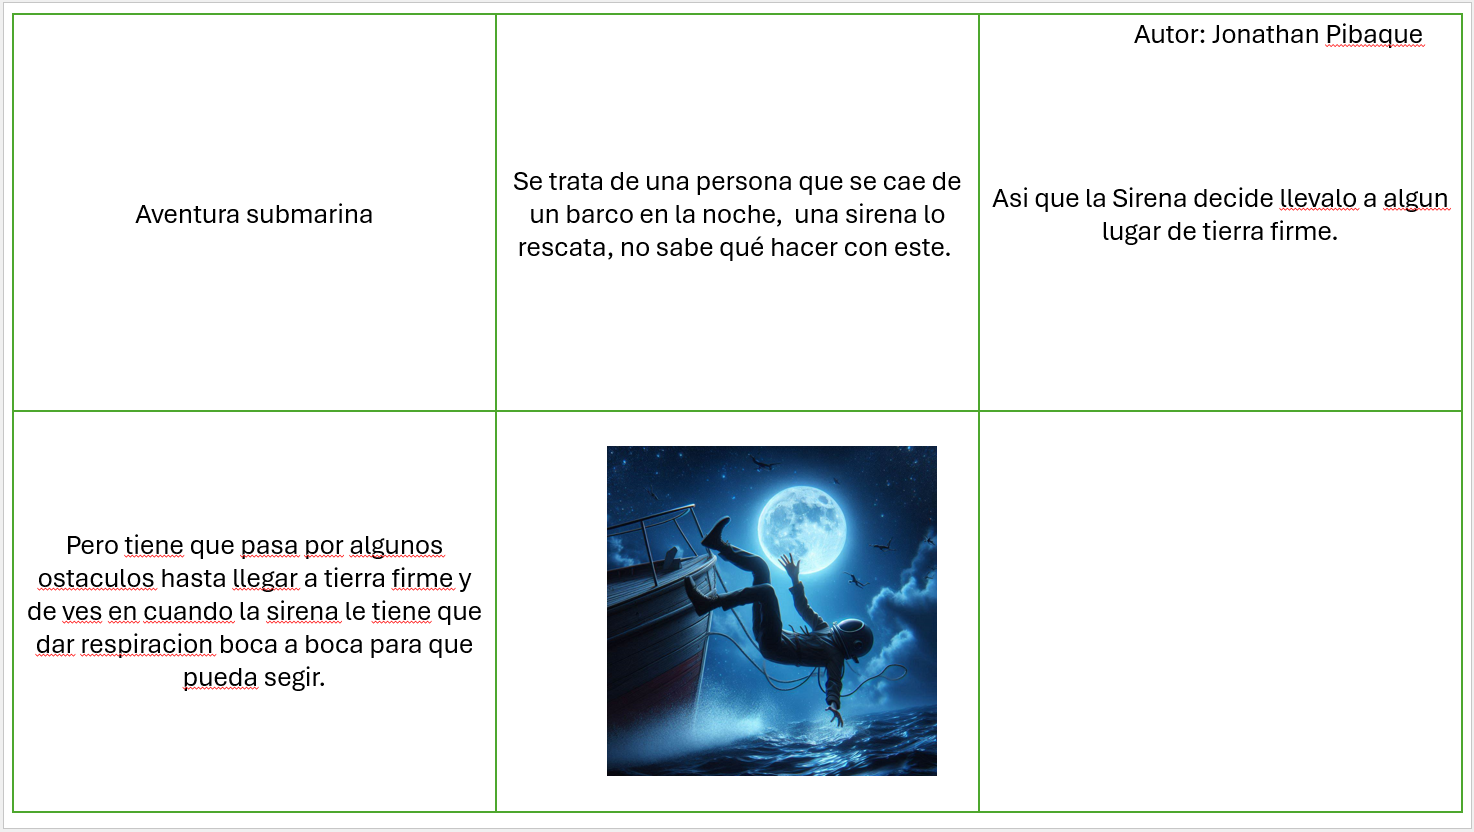 Autor: Jonathan Pibaque
Aventura submarina
Se trata de una persona que se cae de
un barco en la noche,  una sirena lo
rescata, no sabe qué hacer con este.
Asi que la Sirena decide llevalo a algun
lugar de tierra firme.
Pero tiene que pasa por algunos
ostaculos hasta llegar a tierra firme y
de ves en cuando la sirena le tiene que
dar respiracion boca a boca para que
pueda segir.